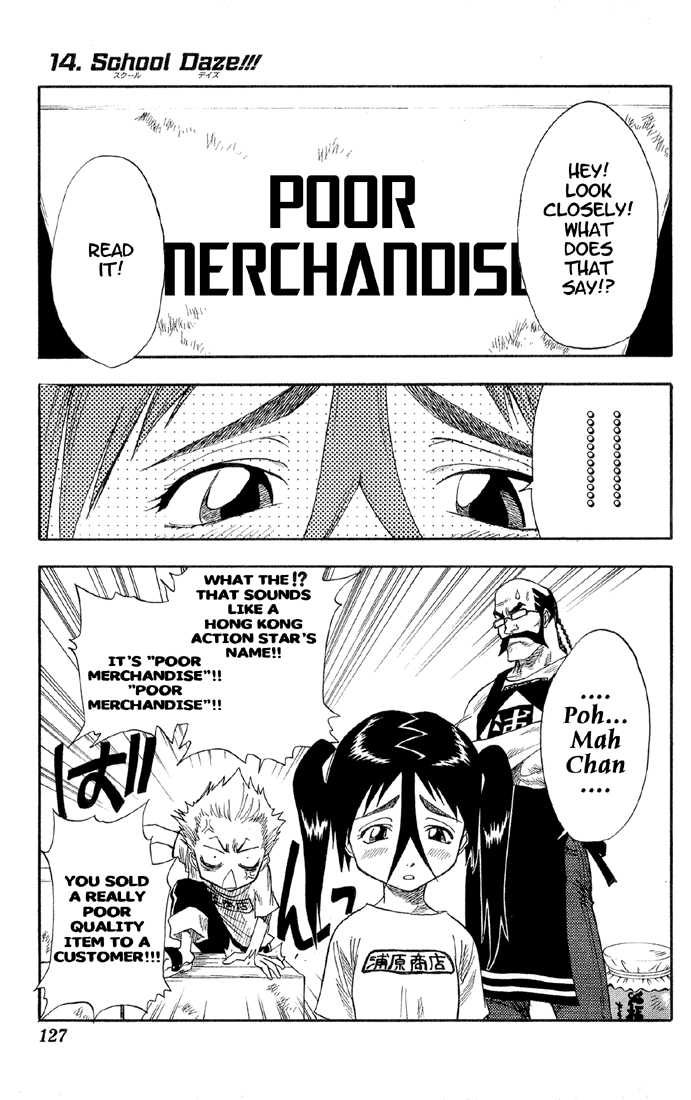 14. School Daze!!!
スクール デイズ
HEY!
LOOK
CLOSELY!
WHAT
DOES
THAT
SAY!?
POOR
MERCHANDISE
READ
IT!
....
Poh...
Mah
Chan
....
WHAT THE!?
THAT SOUNDS
LIKE A
HONG KONG
ACTION STAR'S
NAME!!
IT'S "POOR
MERCHANDISE"!!
"POOR
MERCHANDISE"!!
YOU SOLD
A REALLY
POOR
QUALITY
ITEM TO A
CUSTOMER!!!
浦原商店
127